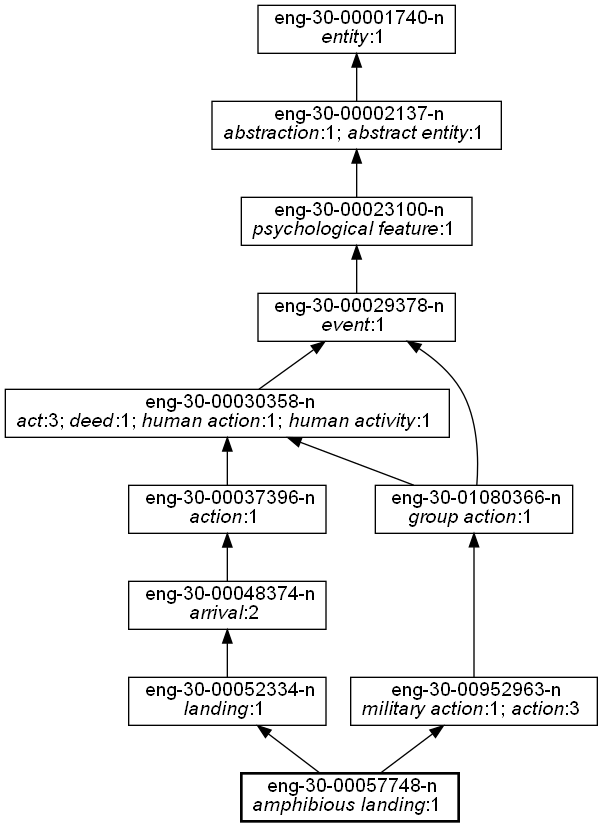 eng-30-00001740-n
entity:1
eng-30-00002137-n
abstraction:1; abstract entity:1
eng-30-00023100-n
psychological feature:1
eng-30-00029378-n
event:1
eng-30-00030358-n
act:3; deed:1; human action:1; human activity:1
eng-30-00037396-n
action:1
eng-30-01080366-n
group action:1
eng-30-00048374-n
arrival:2
eng-30-00052334-n
landing:1
eng-30-00952963-n
military action:1; action:3
eng-30-00057748-n
amphibious landing:1